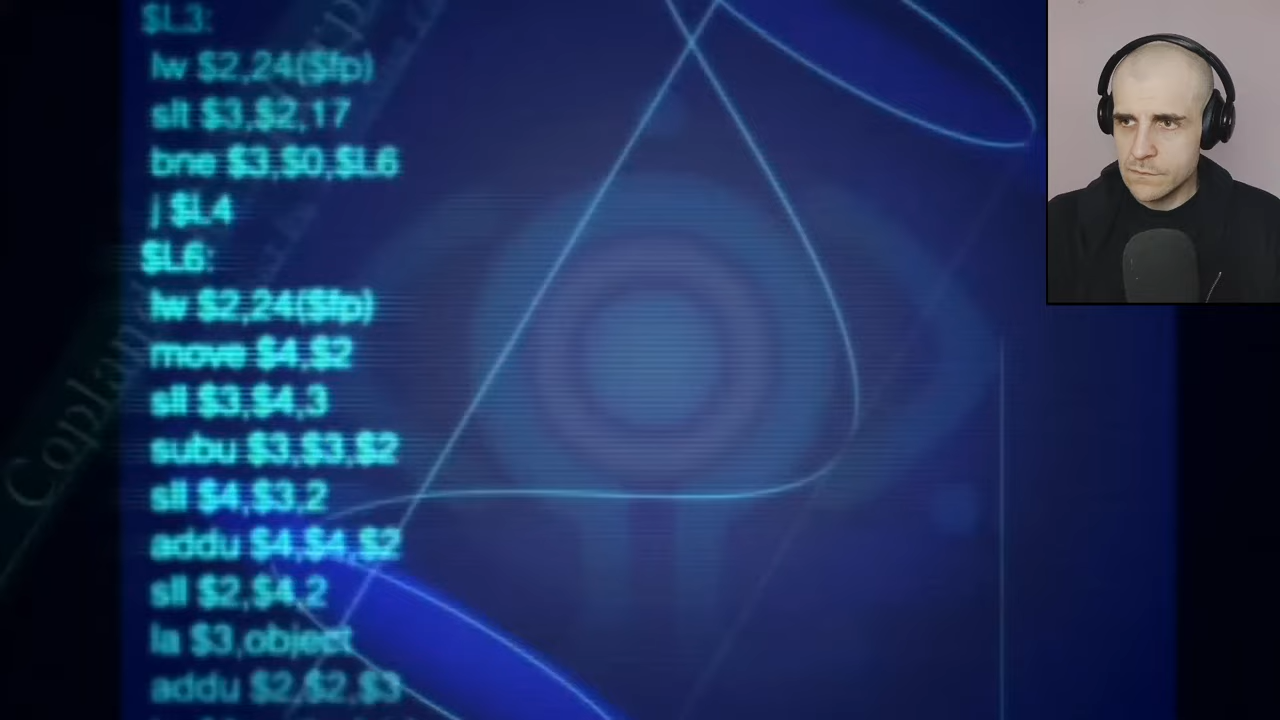 $L3:
lw $2,24($fp)
slt $3,$2,17
bne $3,$0,$L6
j $L4
$L6:
lw $2,24($fp)
move $4,$2
sll $3,$4,3
subu $3,$3,$2
sll $4,$3,2
addu $4,$4,$2
sll $2,$4,2
la $3,object
addu $2,$2,$3